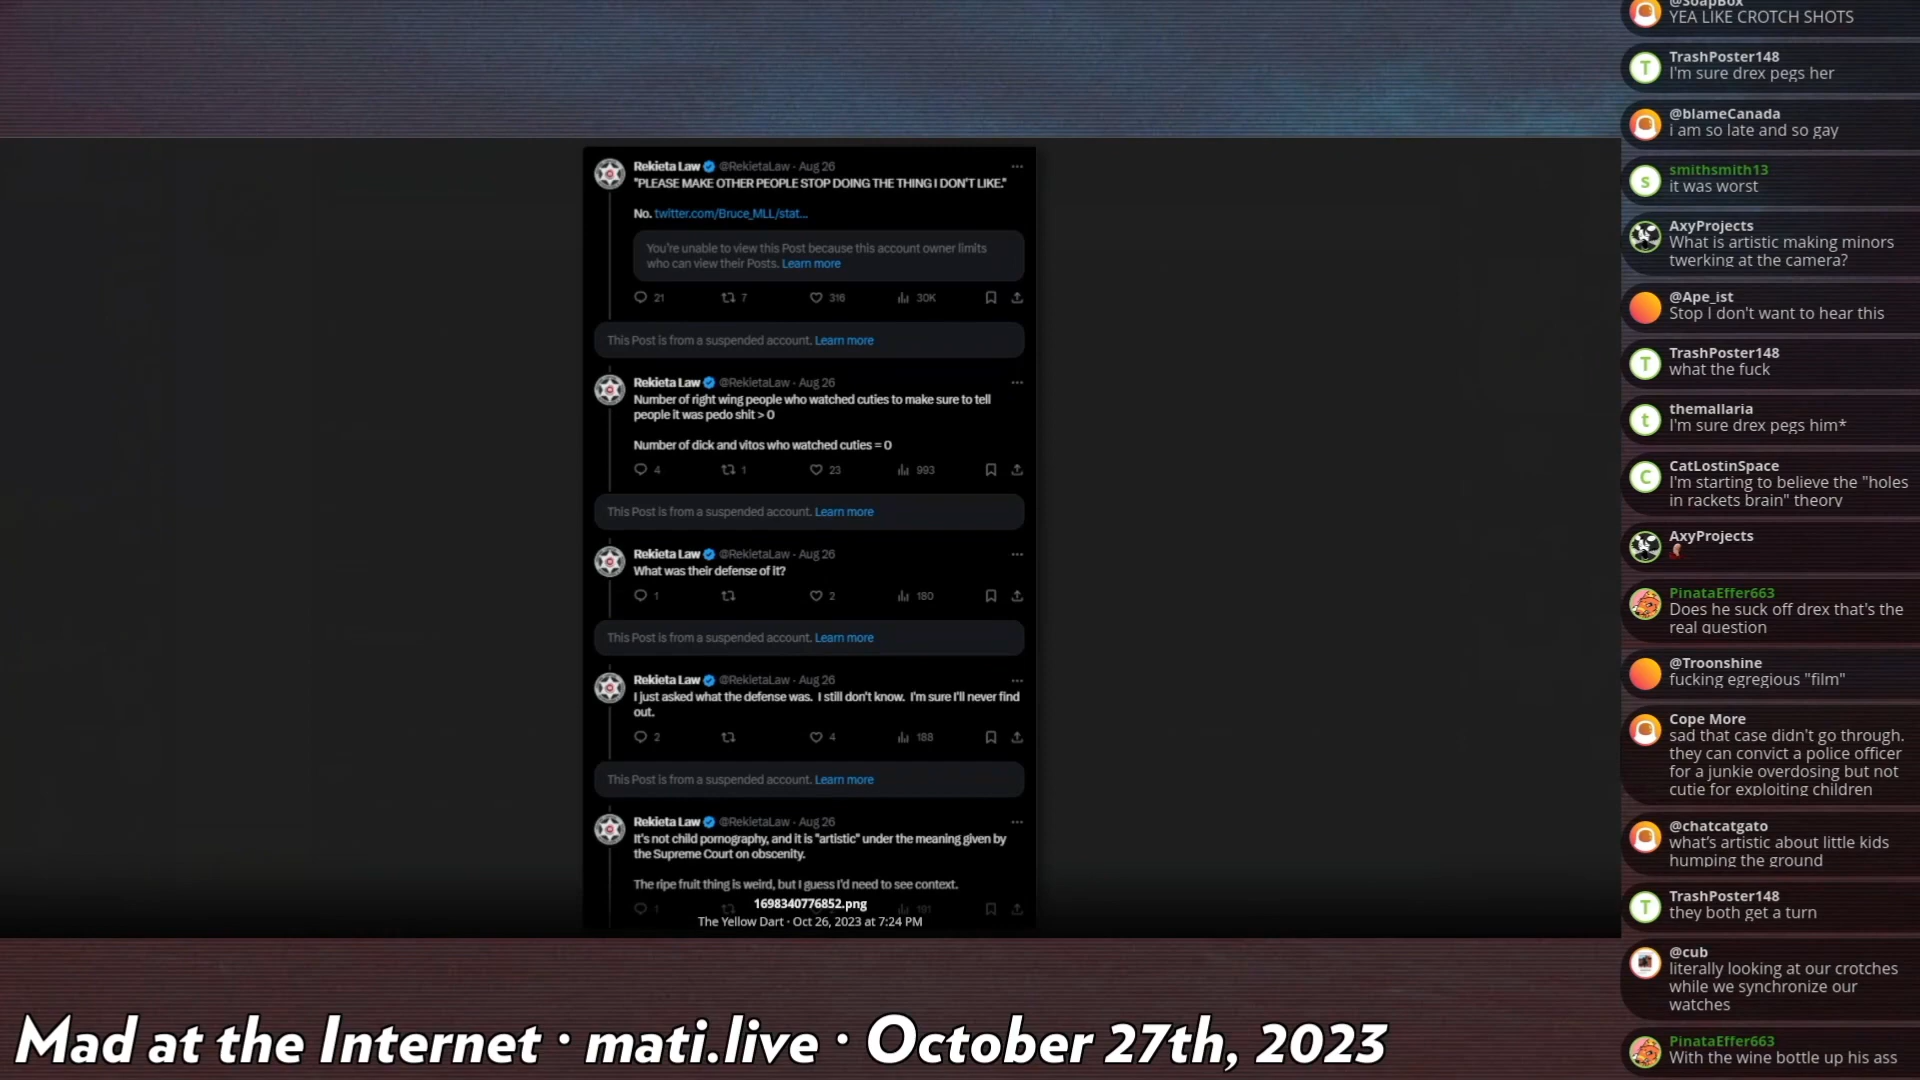 Rekieta Law @RekietaLaw · Aug 26
"PLEASE MAKE OTHER PEOPLE STOP DOING THE THING I DON'T LIKE."
No. twitter.com/Bruce_MLL/stat...
You're unable to view this Post because this account owner limits
who can view their Posts. Learn more
21 7 316 30K
This Post is from a suspended account. Learn more
Rekieta Law @RekietaLaw · Aug 26
Number of right wing people who watched cuties to make sure to tell
people it was pedo shit > 0
Number of dick and vitos who watched cuties = 0
4 1 23 993
This Post is from a suspended account. Learn more
Rekieta Law @RekietaLaw · Aug 26
What was their defense of it?
1 2 180
This Post is from a suspended account. Learn more
Rekieta Law @RekietaLaw · Aug 26
I just asked what the defense was. I still don't know. I'm sure I'll never find
out.
2 4 188
This Post is from a suspended account. Learn more
Rekieta Law @RekietaLaw · Aug 26
It's not child pornography, and it is "artistic" under the meaning given by
the Supreme Court on obscenity.
The ripe fruit thing is weird, but I guess I'd need to see context.
1 191
1698340776852.png
The Yellow Dart · Oct 26, 2023 at 7:24 PM
@SoapBox
YEA LIKE CROTCH SHOTS
T
TrashPoster148
I'm sure drex pegs her
@blameCanada
i am so late and so gay
s
smithsmith13
it was worst
AxyProjects
What is artistic making minors
twerking at the camera?
@Ape_ist
Stop I don't want to hear this
T
TrashPoster148
what the fuck
t
themallaria
I'm sure drex pegs him*
C
CatLostinSpace
I'm starting to believe the "holes
in rackets brain" theory
AxyProjects
PinataEffer663
Does he suck off drex that's the
real question
@Troonshine
fucking egregious "film"
Cope More
sad that case didn't go through.
they can convict a police officer
for a junkie overdosing but not
cutie for exploiting children
@chatcatgato
what's artistic about little kids
humping the ground
T
TrashPoster148
they both get a turn
@cub
literally looking at our crotches
while we synchronize our
watches
PinataEffer663
With the wine bottle up his ass
Mad at the Internet · mati.live · October 27th, 2023